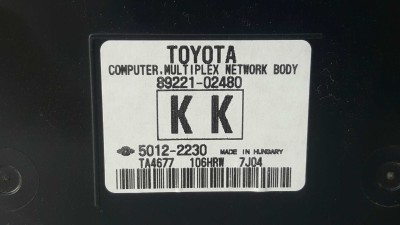 TOYOTA
COMPUTER, MULTIPLEX NETWORK BODY
89221-02480
K K
5012-2230 MADE IN HUNGARY
TA4677 106HRW 7J04